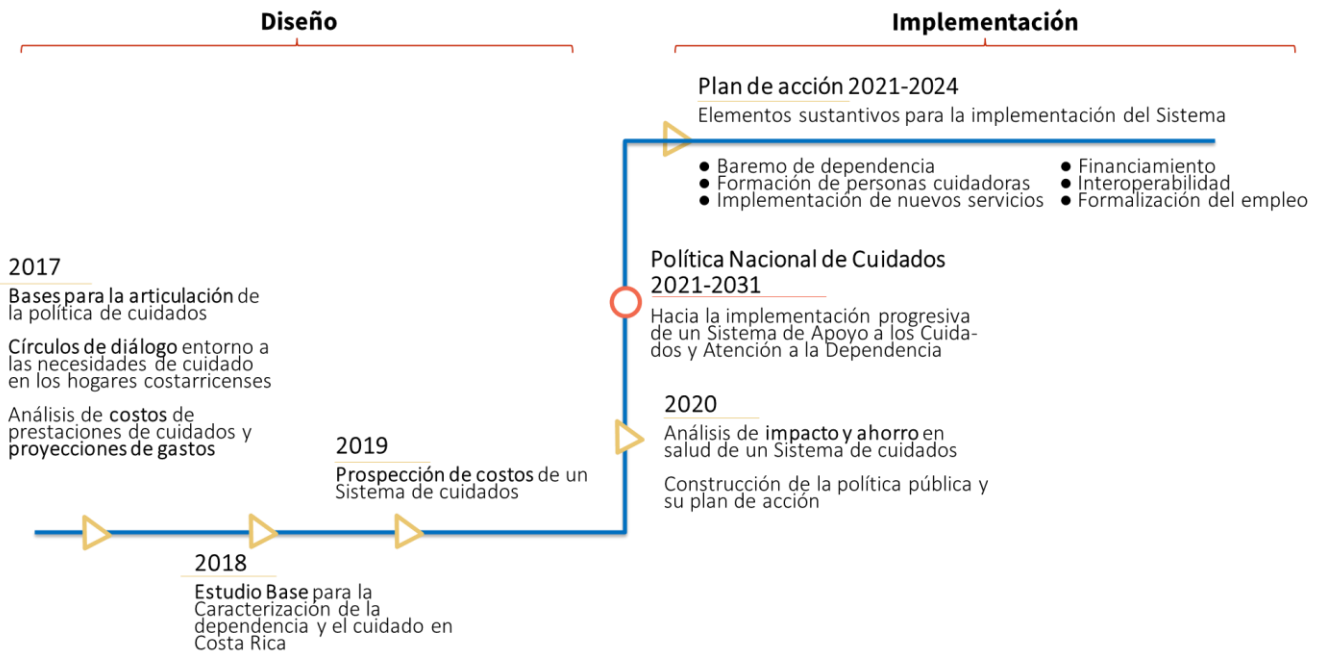 Diseño
Implementación
Plan de acción 2021-2024
Elementos sustantivos para la implementación del Sistema
● Baremo de dependencia
● Formación de personas cuidadoras
● Implementación de nuevos servicios
● Financiamiento
● Interoperabilidad
● Formalización del empleo
2017
Bases para la articulación de
la política de cuidados
Círculos de diálogo entorno a
las necesidades de cuidado
en los hogares costarricenses
Análisis de costos de
prestaciones de cuidados y
proyecciones de gastos
2018
Estudio Base para la
Caracterización de la
dependencia y el cuidado en
Costa Rica
2019
Prospección de costos de un
Sistema de cuidados
2020
Análisis de impacto y ahorro en
salud de un Sistema de cuidados
Construcción de la política pública y
su plan de acción
Política Nacional de Cuidados
2021-2031
Hacia la implementación progresiva
de un Sistema de Apoyo a los Cuida-
dos y Atención a la Dependencia